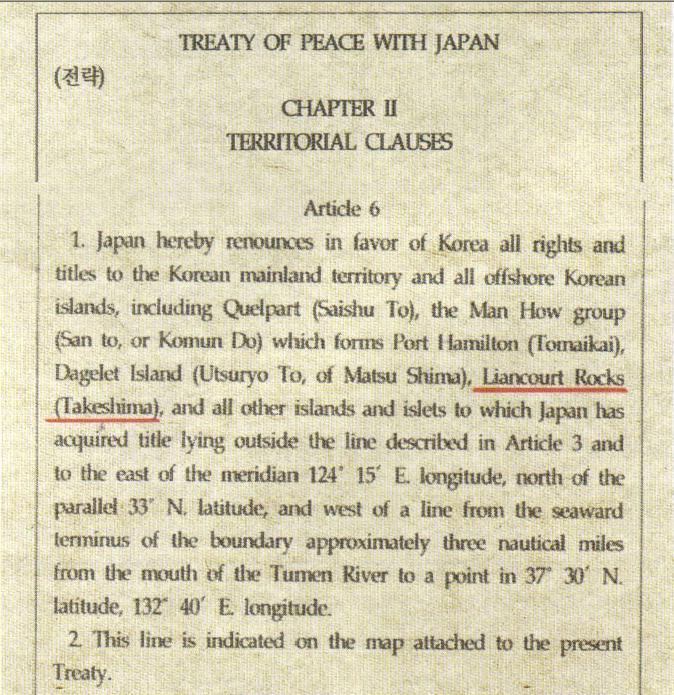 TREATY OF PEACE WITH JAPAN
(전략)
CHAPTER II
TERRITORIAL CLAUSES
Article 6
1. Japan hereby renounces in favor of Korea all rights and
titles to the Korean mainland territory and all offshore Korean
islands, including Quelpart (Saishu To), the Man How group
(San to, or Komun Do) which forms Port Hamilton (Tomaikai),
Dagelet Island (Utsuryo To, of Matsu Shima), Liancourt Rocks
(Takeshima), and all other islands and islets to which Japan has
acquired title lying outside the line described in Article 3 and
to the east of the meridian 124° 15′ E. longitude, north of the
parallel 33° N. latitude, and west of a line from the seaward
terminus of the boundary approximately three nautical miles
from the mouth of the Tumen River to a point in 37° 30′ N.
latitude, 132° 40′ E. longitude.
2. This line is indicated on the map attached to the present
Treaty.